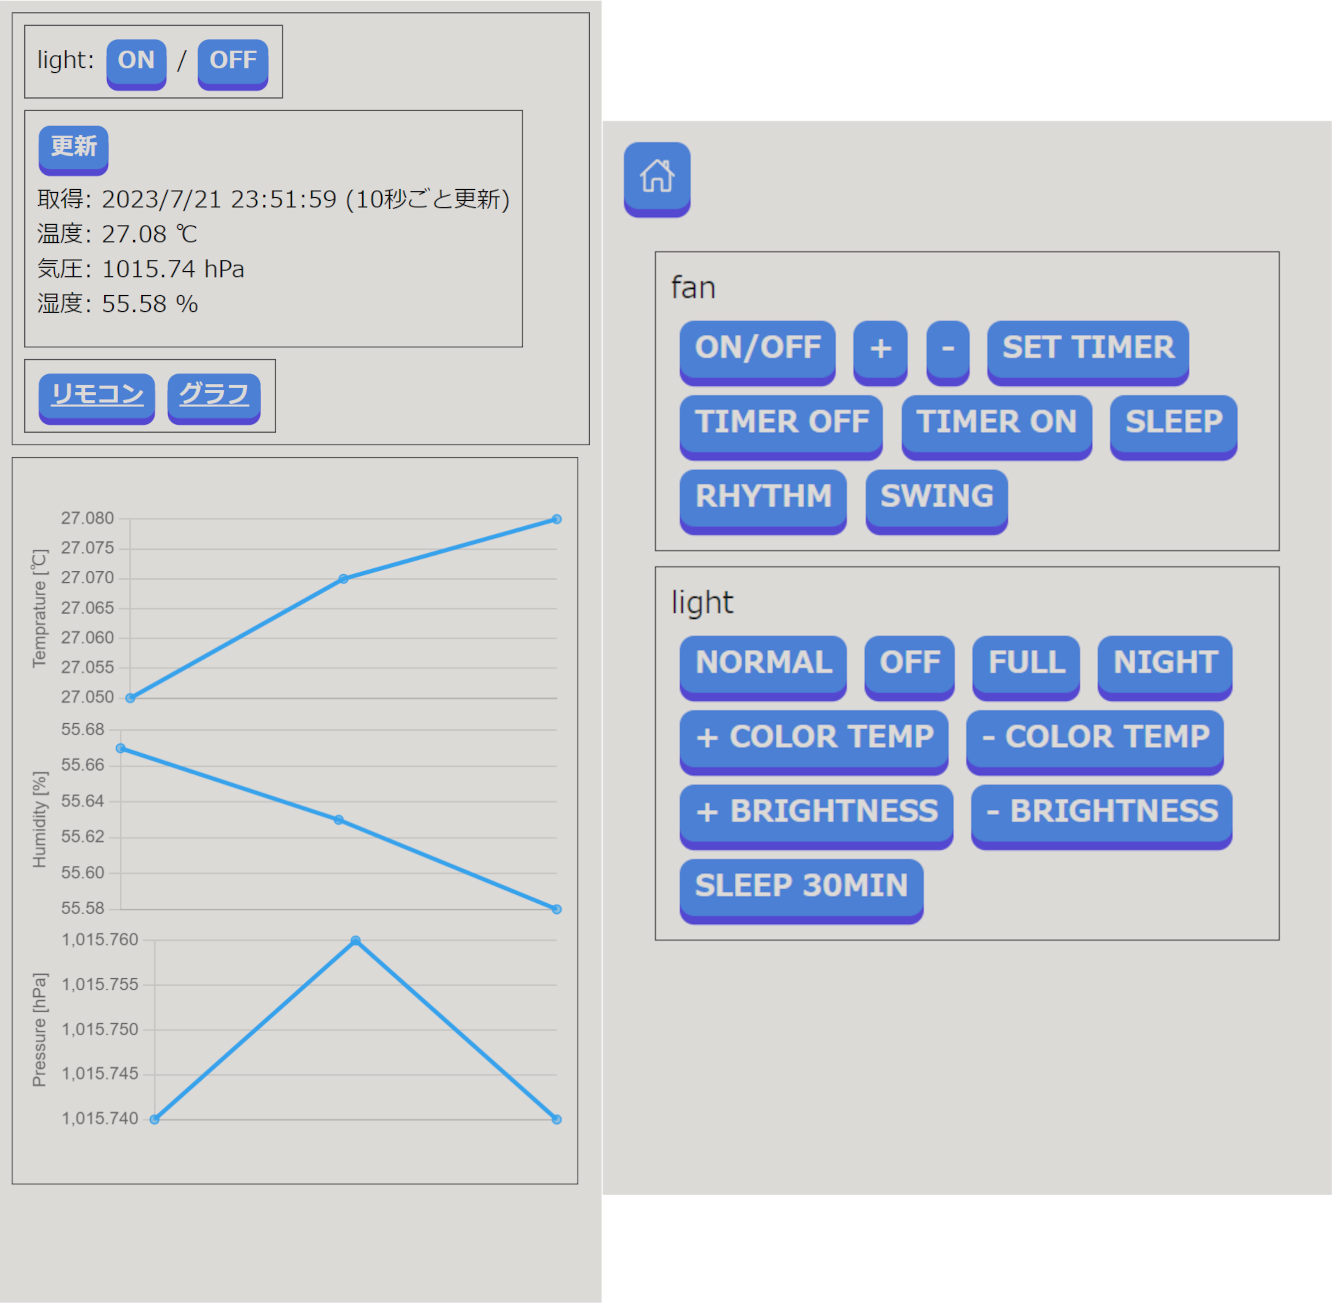 light: ON / OFF
更新
取得: 2023/7/21 23:51:59 (10秒ごと更新)
温度: 27.08 ℃
気圧: 1015.74 hPa
湿度: 55.58 %
リモコン グラフ
Temprature [℃]
27.080
27.075
27.070
27.065
27.060
27.055
27.050
Humidity [%]
55.68
55.66
55.64
55.62
55.60
55.58
Pressure [hPa]
1,015.760
1,015.755
1,015.750
1,015.745
1,015.740
fan
ON/OFF + - SET TIMER
TIMER OFF TIMER ON SLEEP
RHYTHM SWING
light
NORMAL OFF FULL NIGHT
+ COLOR TEMP - COLOR TEMP
+ BRIGHTNESS - BRIGHTNESS
SLEEP 30MIN